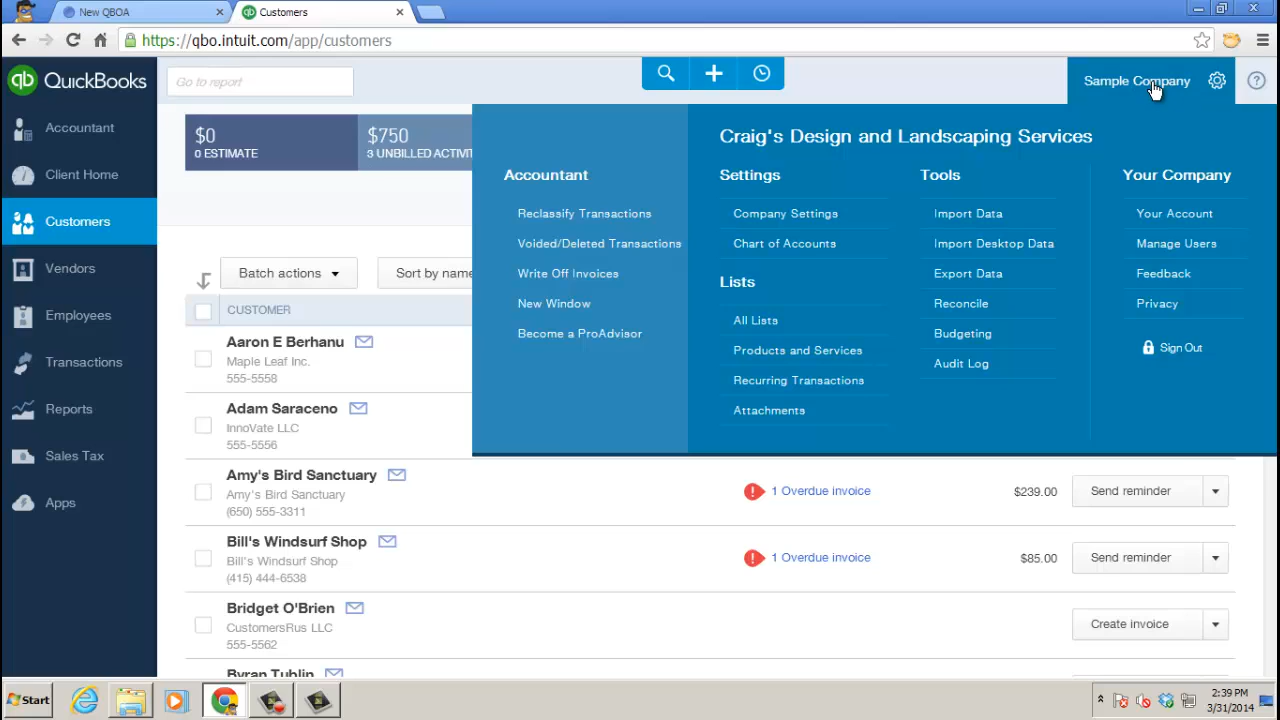 New QBOA
Customers
https://qbo.intuit.com/app/customers
qb QuickBooks
Go to report
Sample Company
Accountant
Client Home
Customers
Vendors
Employees
Transactions
Reports
Sales Tax
Apps
$0
0 ESTIMATE
$750
3 UNBILLED ACTIVIT
Craig's Design and Landscaping Services
Accountant
Reclassify Transactions
Voided/Deleted Transactions
Write Off Invoices
New Window
Become a ProAdvisor
Settings
Company Settings
Chart of Accounts
Lists
All Lists
Products and Services
Recurring Transactions
Attachments
Tools
Import Data
Import Desktop Data
Export Data
Reconcile
Budgeting
Audit Log
Your Company
Your Account
Manage Users
Feedback
Privacy
Sign Out
Batch actions
Sort by name
CUSTOMER
Aaron E Berhanu
Maple Leaf Inc.
555-5558
Adam Saraceno
InnoVate LLC
555-5556
Amy's Bird Sanctuary
Amy's Bird Sanctuary
(650) 555-3311
1 Overdue invoice
$239.00
Send reminder
Bill's Windsurf Shop
Bill's Windsurf Shop
(415) 444-6538
1 Overdue invoice
$85.00
Send reminder
Bridget O'Brien
CustomersRus LLC
555-5562
Create invoice
Byran Tublin
Start
2:39 PM
3/31/2014